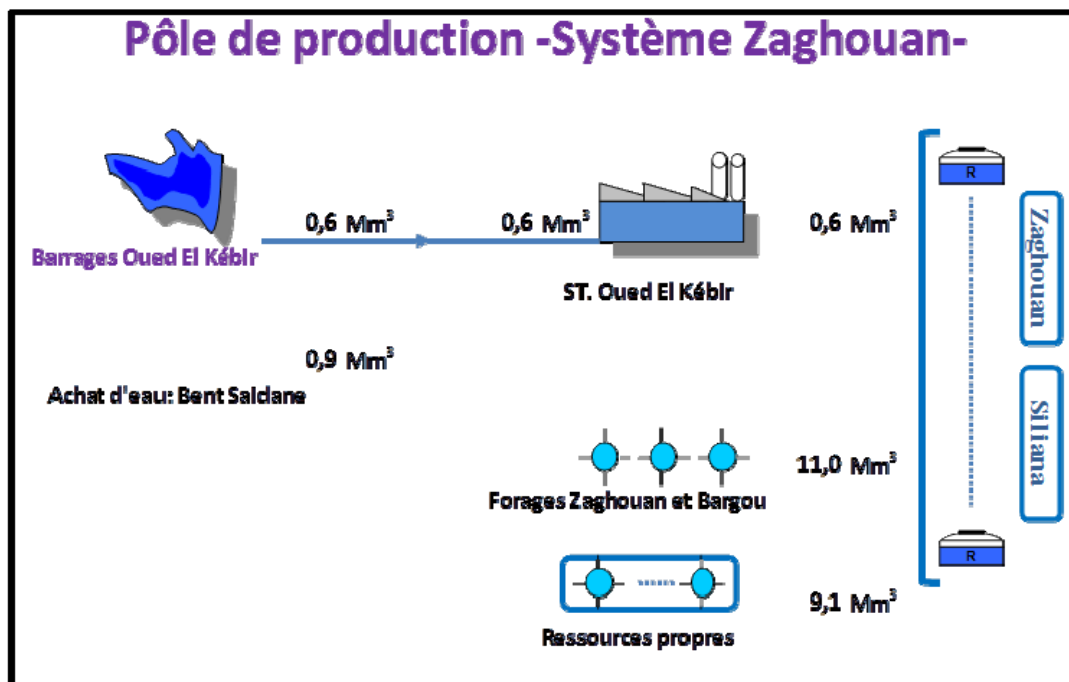 Pôle de production -Système Zaghouan-
0,6 Mm³
0,6 Mm³
0,6 Mm³
R
Zaghouan
Barrages Oued El Kébir
ST. Oued El Kébir
0,9 Mm³
Achat d'eau: Bent Saidane
Siliana
11,0 Mm³
Forages Zaghouan et Bargou
R
9,1 Mm³
Ressources propres